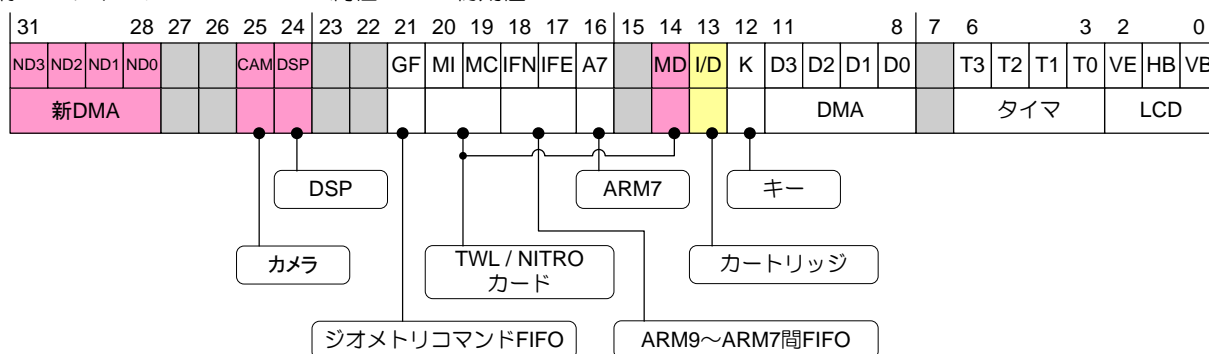 31 28 27 26 25 24 23 22 21 20 19 18 17 16 15 14 13 12 11 8 7 6 3 2 0
ND3 ND2 ND1 ND0 CAM DSP GF MI MC IFN IFE A7 MD I/D K D3 D2 D1 D0 T3 T2 T1 T0 VE HB VB
新DMA DMA タイマ LCD
DSP ARM7 キー
カメラ TWL / NITRO カートリッジ
カード
ジオメトリコマンドFIFO ARM9～ARM7間FIFO